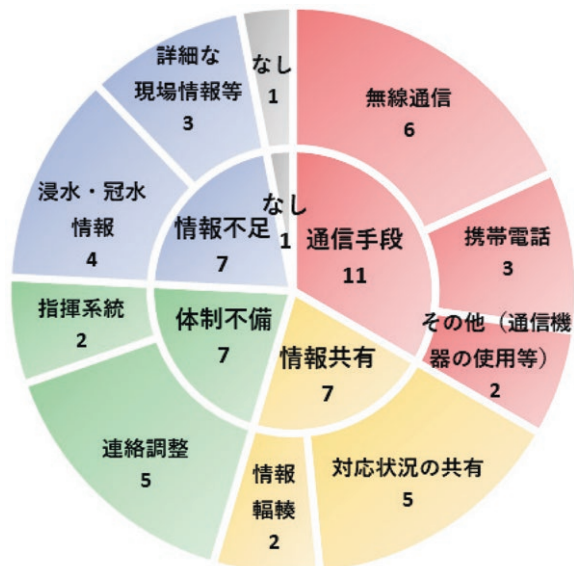 詳細な
現場情報等
3
なし
1
無線通信
6
浸水・冠水
情報
4
情報不足
7
なし
1
通信手段
11
携帯電話
3
指揮系統
2
体制不備
7
情報共有
7
その他（通信機
器の使用等）
2
連絡調整
5
情報
輻輳
2
対応状況の共有
5